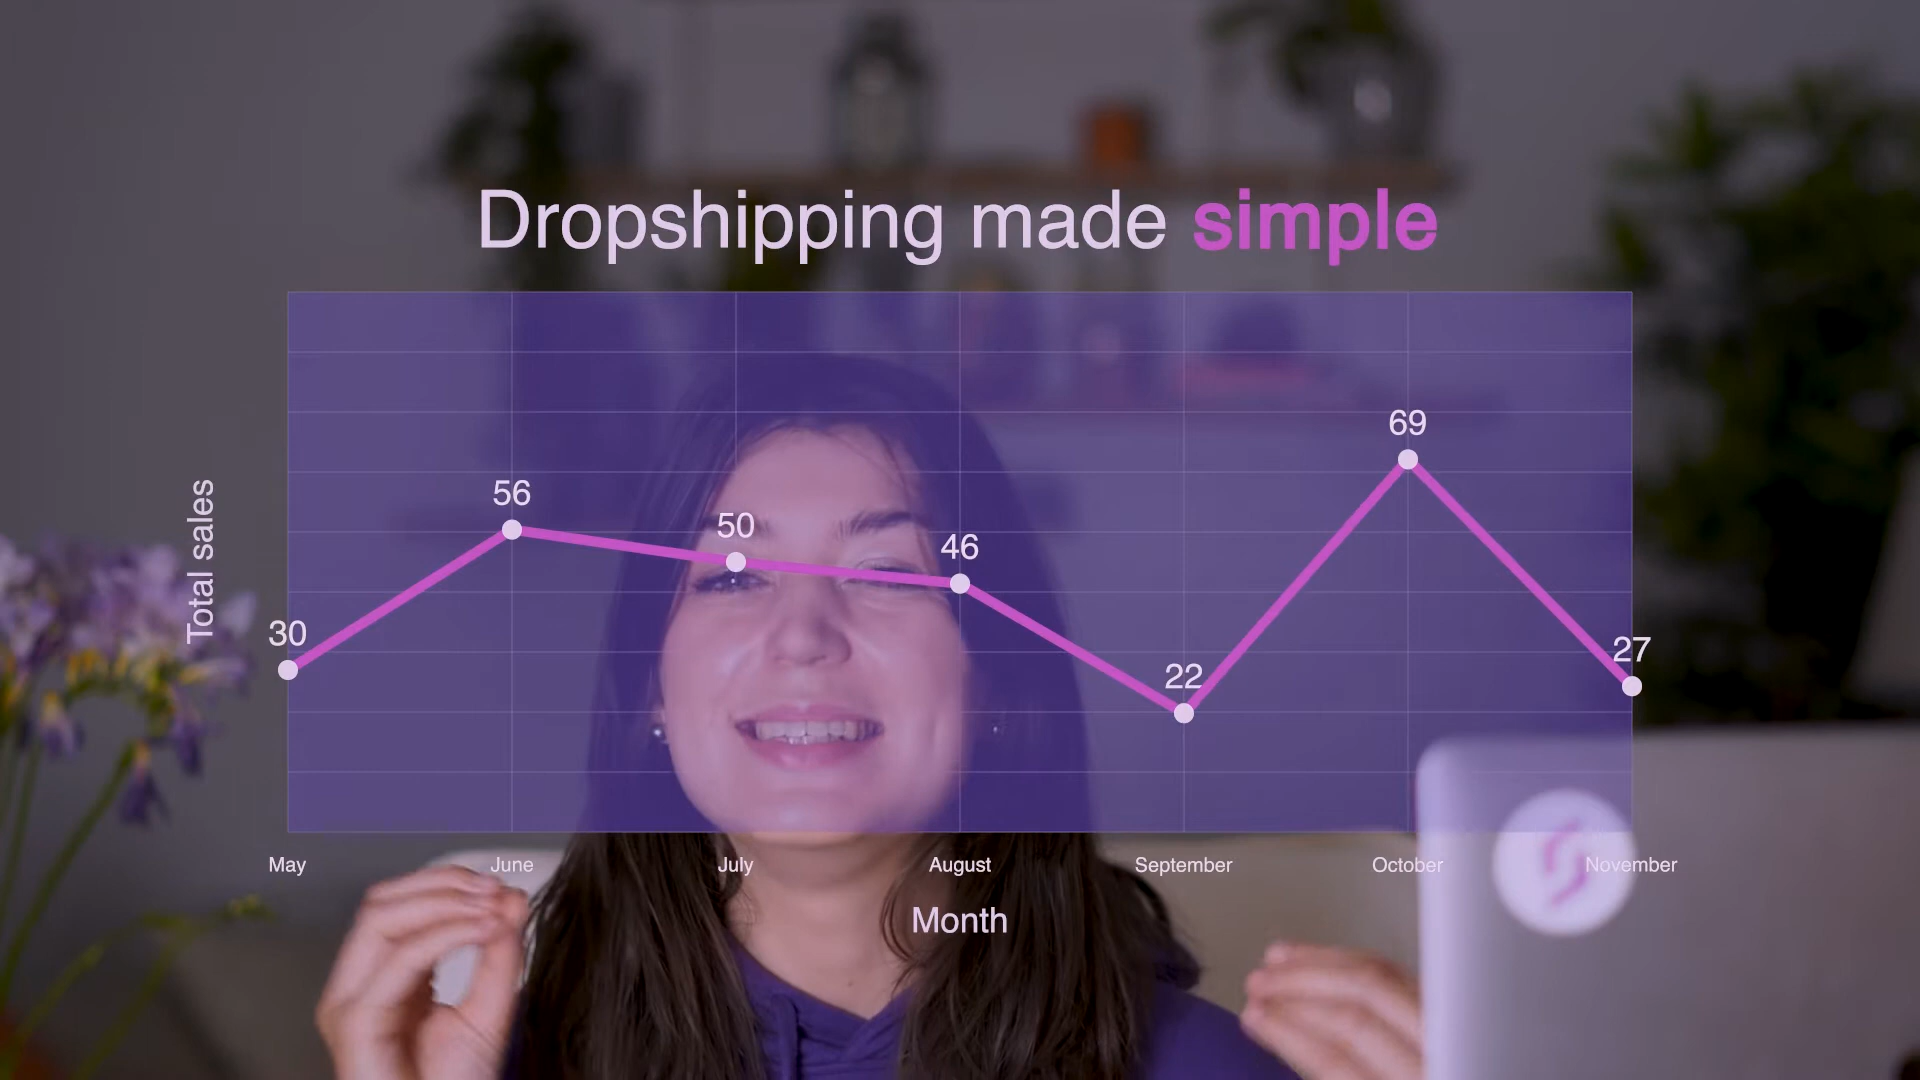 Dropshipping made simple
Total sales
30
56
50
46
22
69
27
May
June
July
August
September
October
November
Month